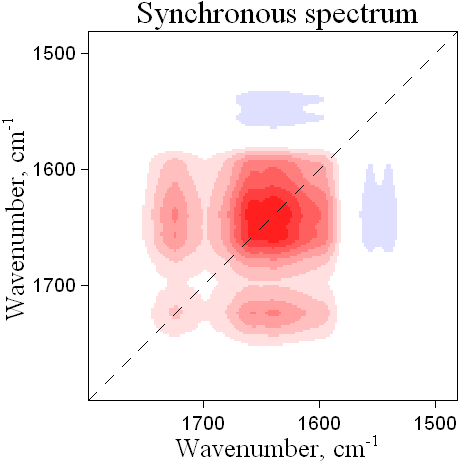 Synchronous spectrum
1500
1600
1700
Wavenumber, cm-1
1700 1600 1500
Wavenumber, cm-1